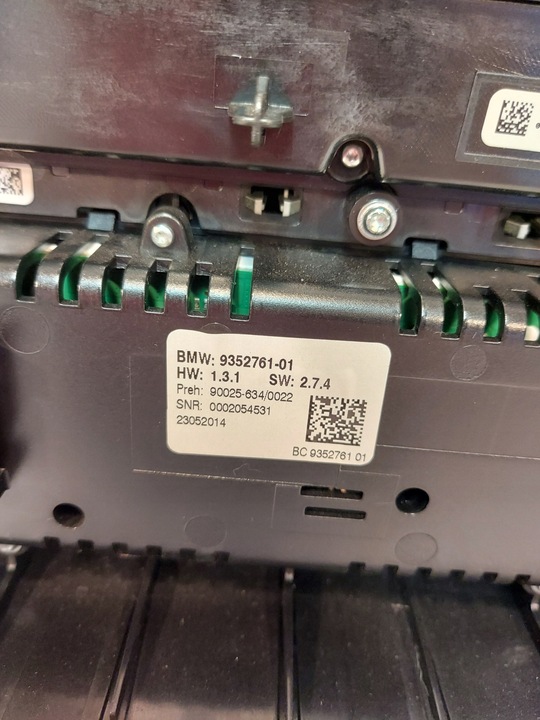 BMW: 9352761-01
HW: 1.3.1 SW: 2.7.4
Preh: 90025-634/0022
SNR: 0002054531
23052014
BC 9352761 01